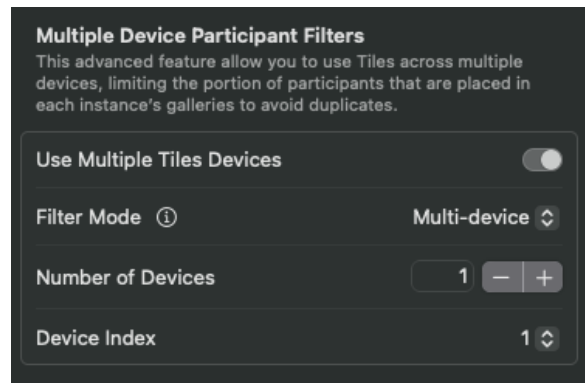 Multiple Device Participant Filters
This advanced feature allow you to use Tiles across multiple
devices, limiting the portion of participants that are placed in
each instance's galleries to avoid duplicates.
Use Multiple Tiles Devices
Filter Mode Multi-device
Number of Devices 1 − +
Device Index 1